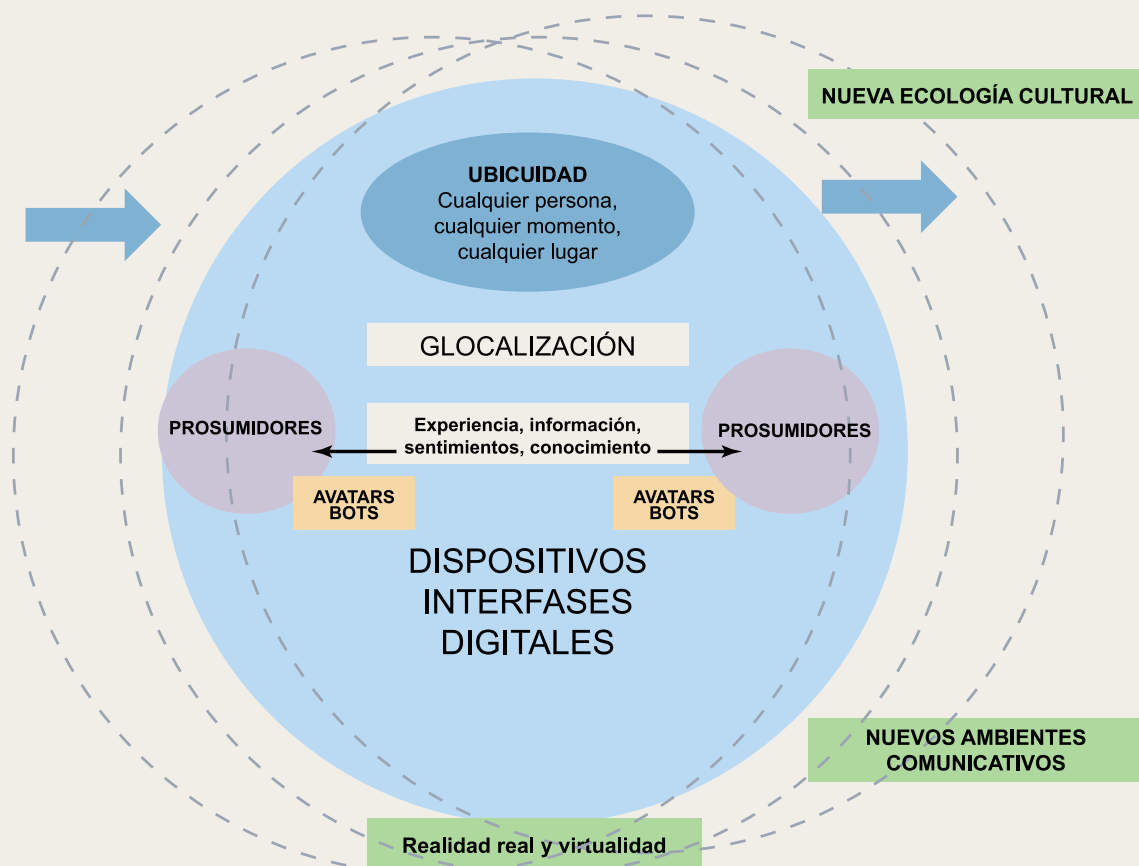 NUEVA ECOLOGÍA CULTURAL
UBICUIDAD
Cualquier persona,
cualquier momento,
cualquier lugar
GLOCALIZACIÓN
PROSUMIDORES
Experiencia, información,
sentimientos, conocimiento
PROSUMIDORES
AVATARS
BOTS
AVATARS
BOTS
DISPOSITIVOS
INTERFASES
DIGITALES
NUEVOS AMBIENTES
COMUNICATIVOS
Realidad real y virtualidad